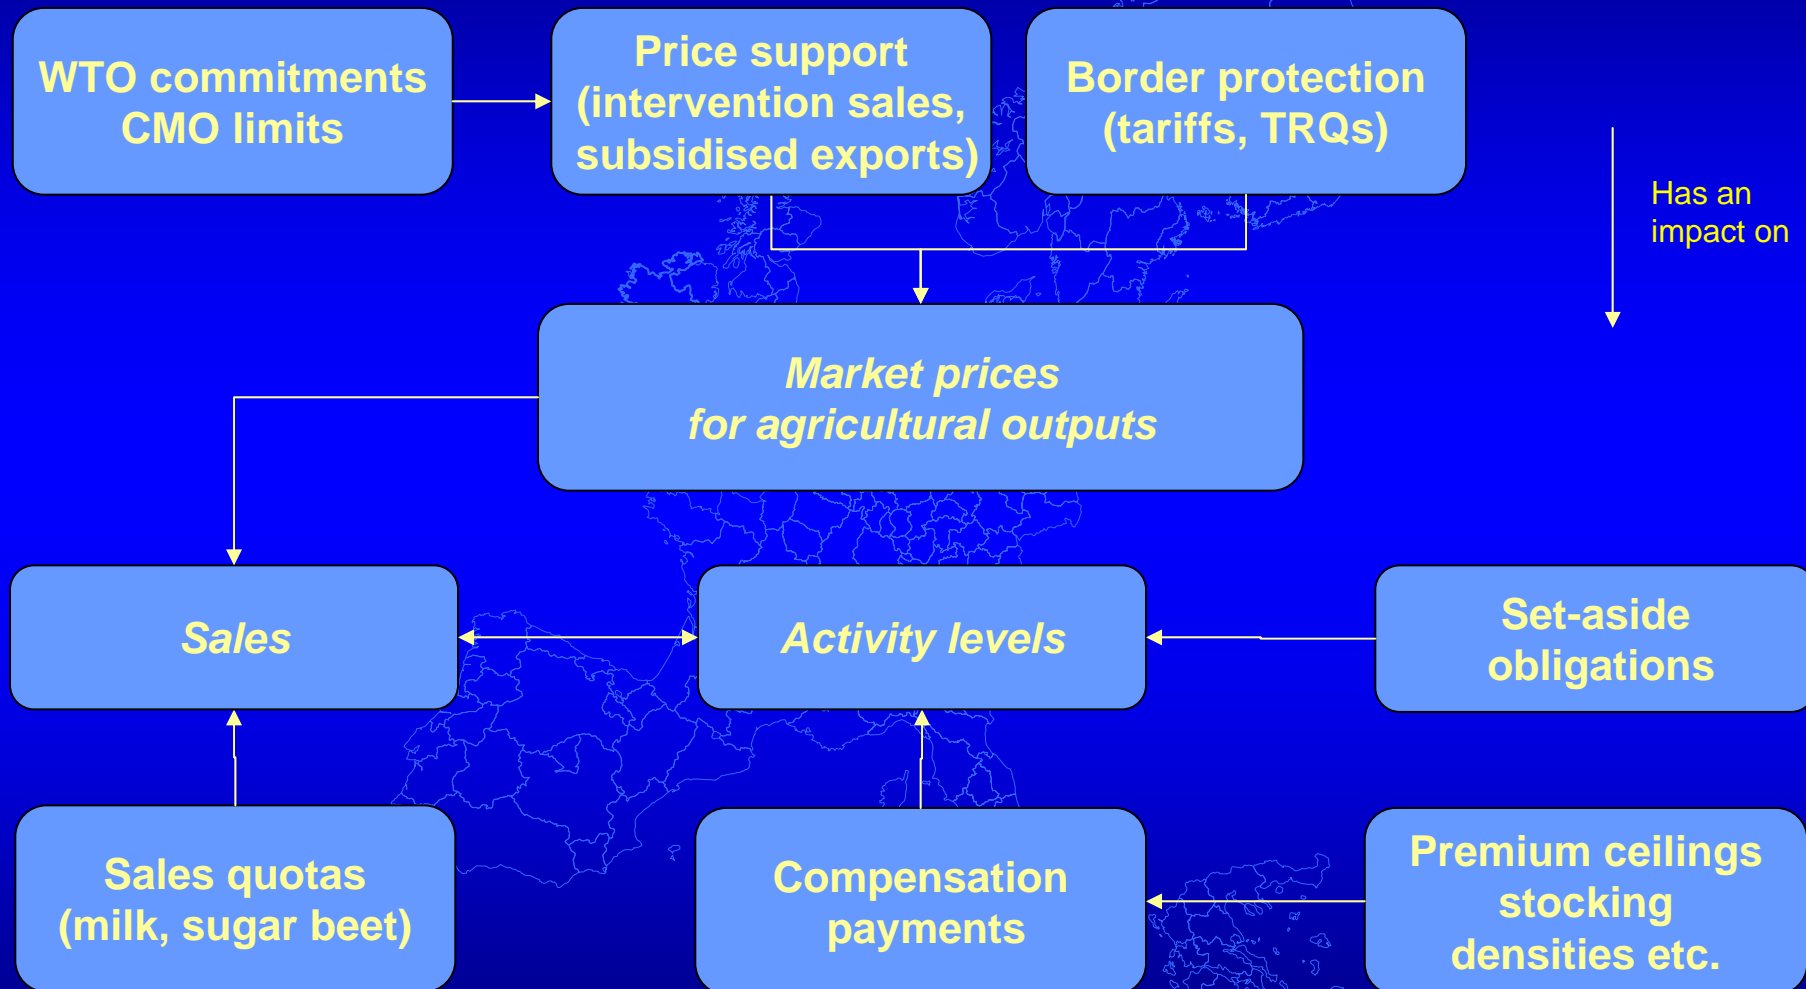 WTO commitments
CMO limits
Price support
(intervention sales,
subsidised exports)
Border protection
(tariffs, TRQs)
Has an
impact on
Market prices
for agricultural outputs
Sales
Activity levels
Set-aside
obligations
Sales quotas
(milk, sugar beet)
Compensation
payments
Premium ceilings
stocking
densities etc.